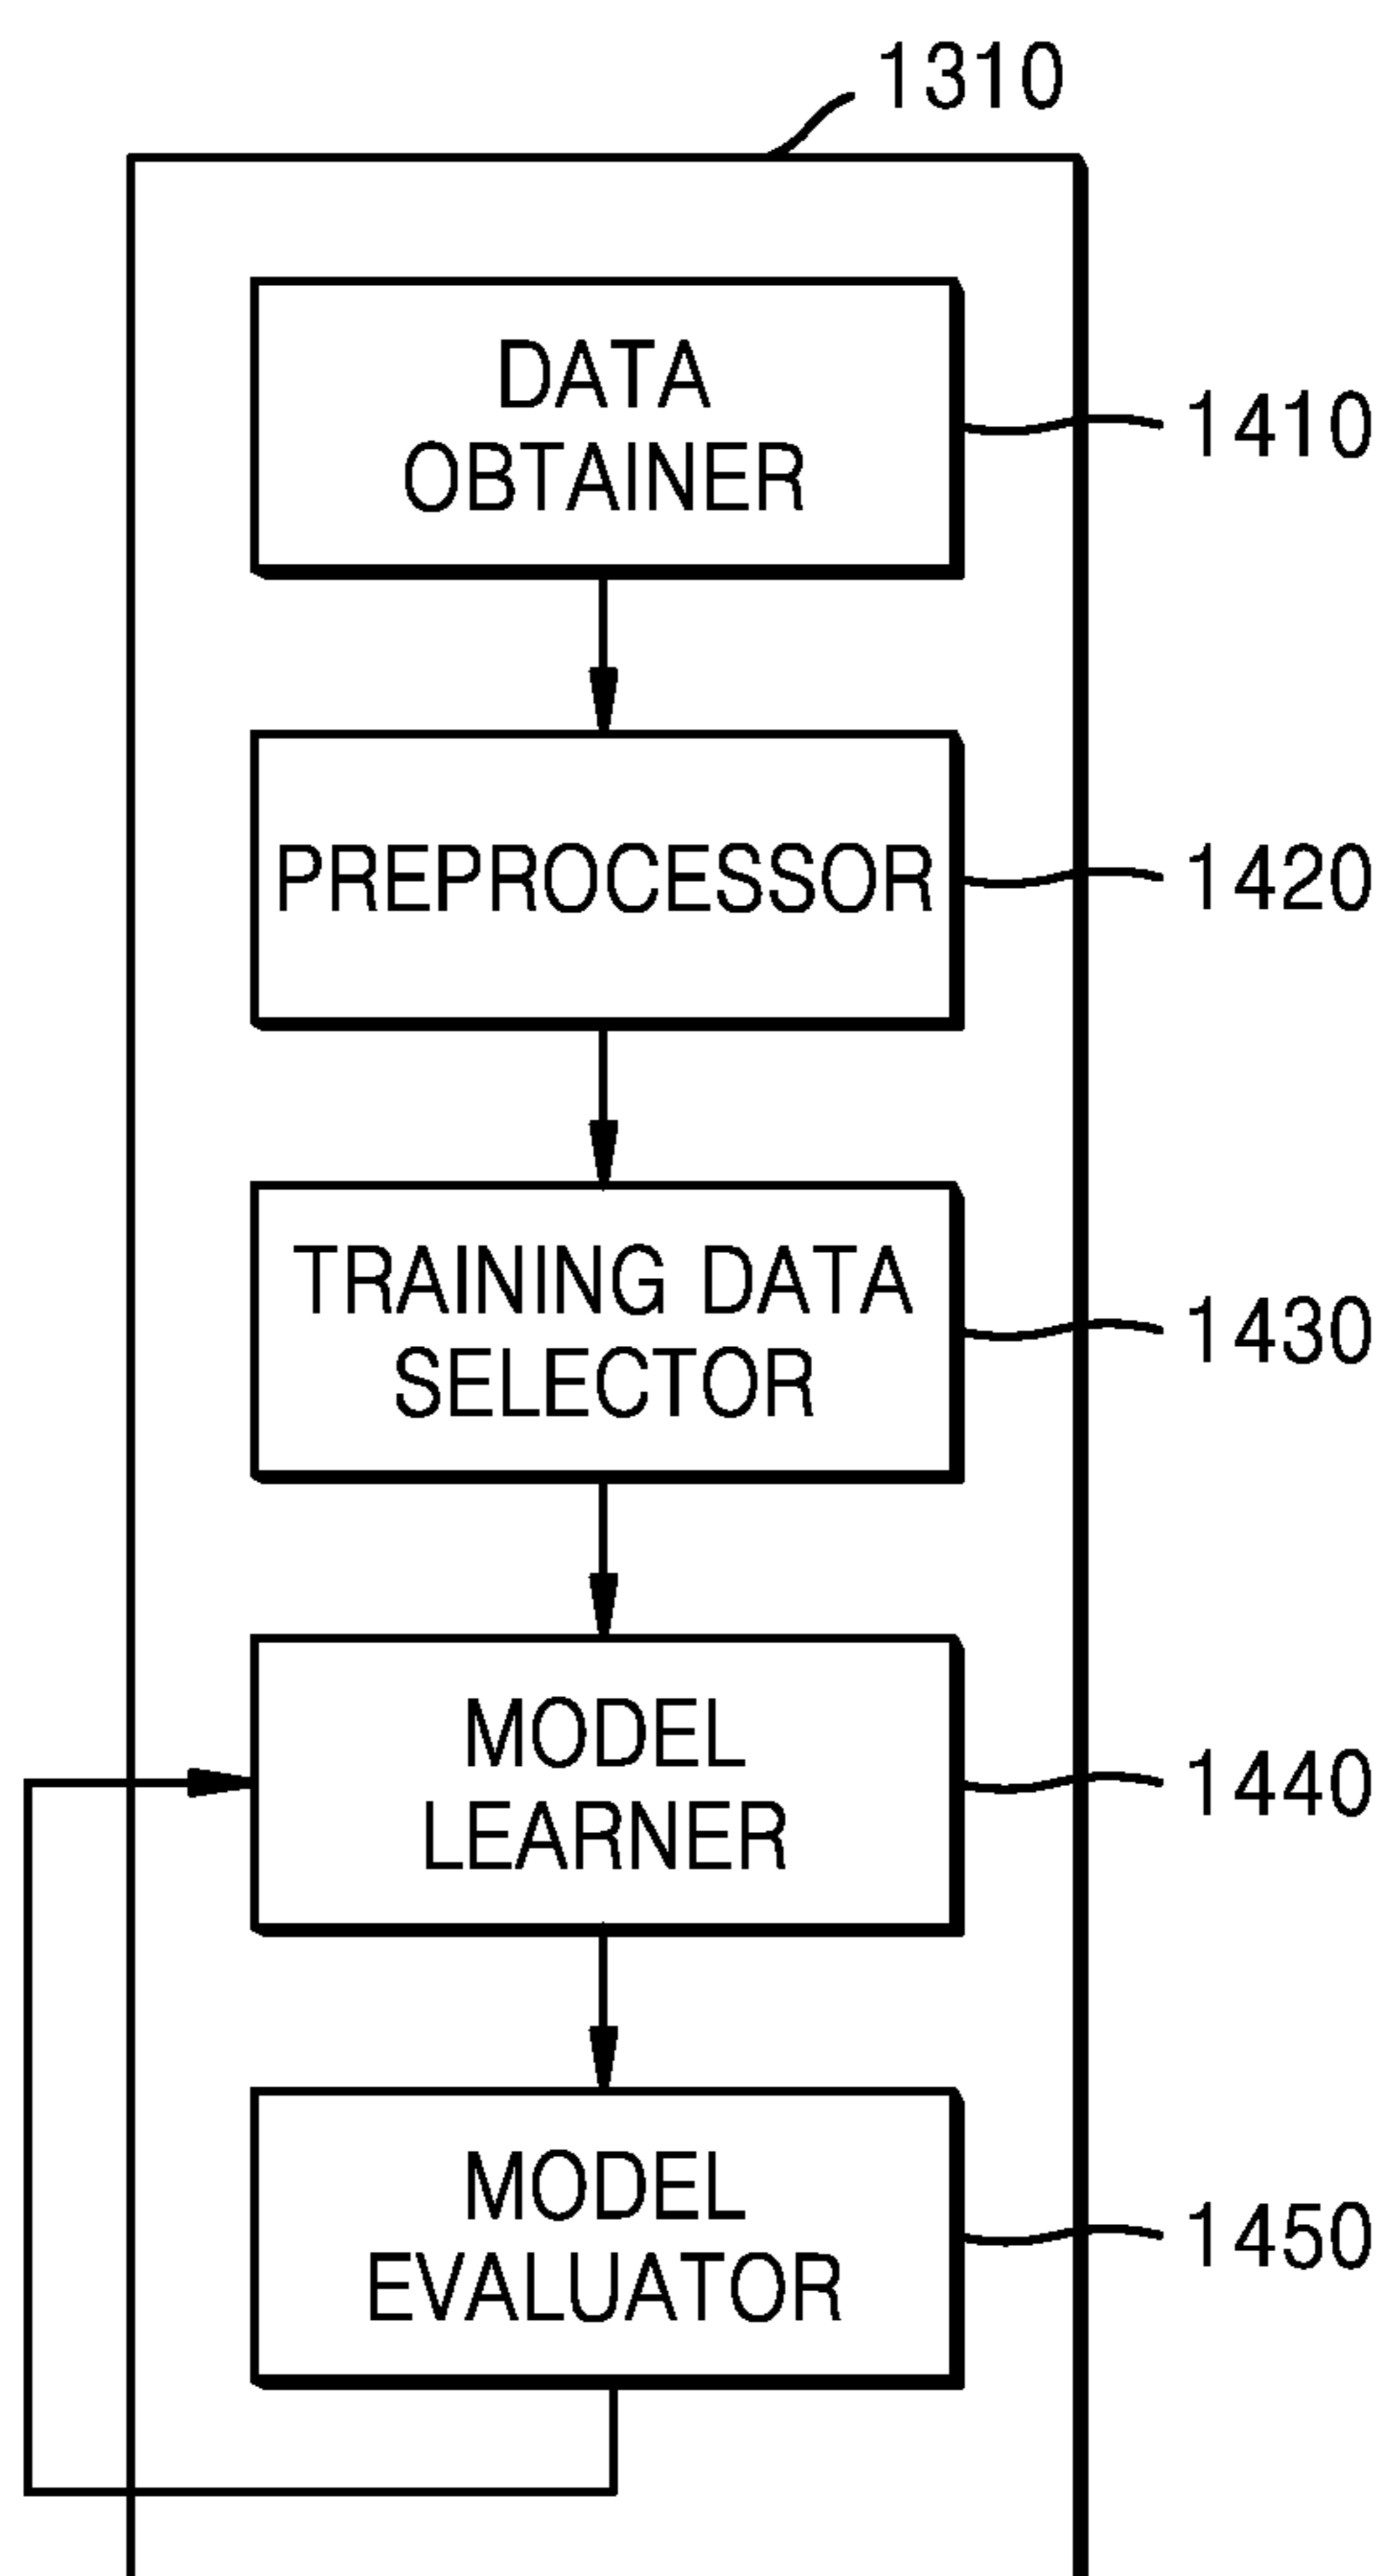 1310
DATA
OBTAINER
1410
PREPROCESSOR
1420
TRAINING DATA
SELECTOR
1430
MODEL
LEARNER
1440
MODEL
EVALUATOR
1450